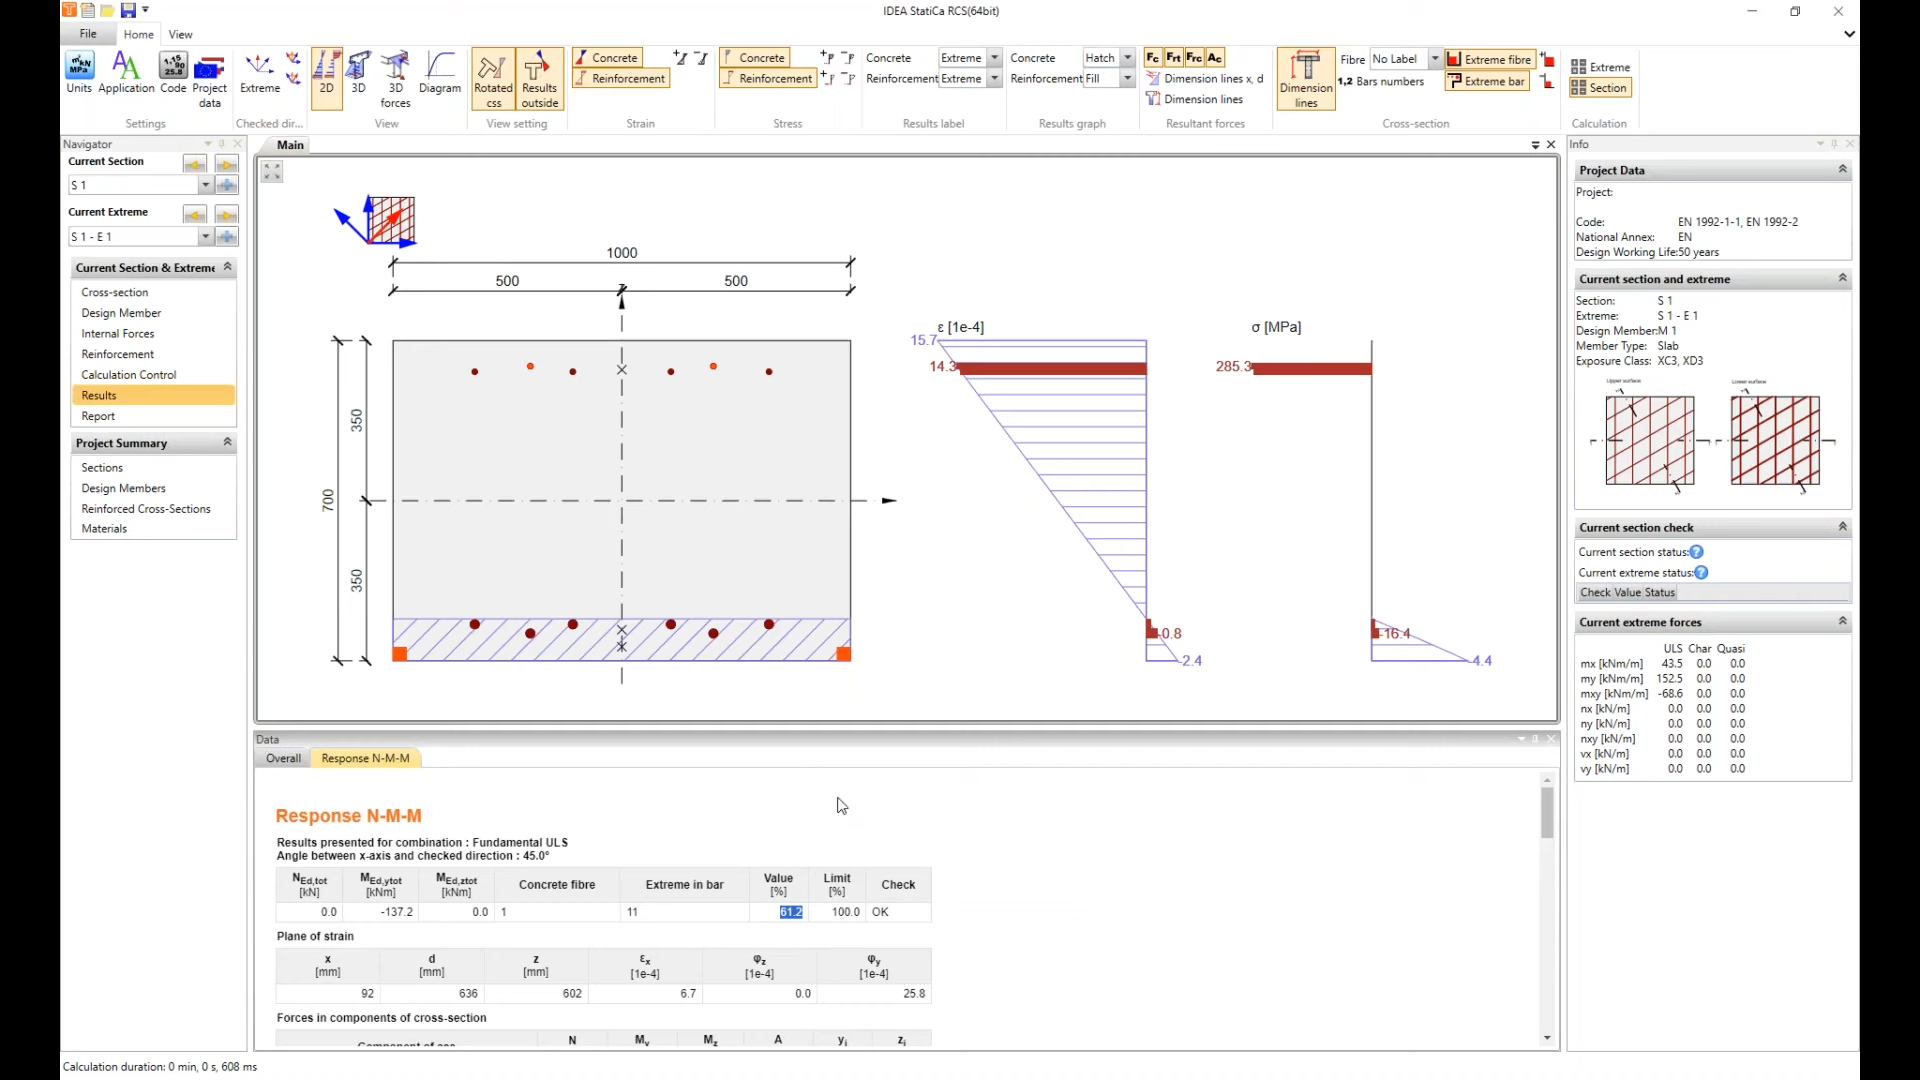 IDEA StatiCa RCS(64bit)
File Home View
Units Application Code Project data
Settings
Extreme
Checked dir...
2D 3D 3D forces Diagram
View
Rotated css Results outside
View setting
Concrete
Reinforcement
Strain
Concrete
Reinforcement
Stress
Concrete Extreme
Reinforcement Extreme
Results label
Concrete Hatch
Reinforcement Fill
Results graph
Fc Frt Frc Ac
Dimension lines x, d
Dimension lines
Resultant forces
Dimension lines
Fibre No Label
1,2 Bars numbers
Extreme fibre
Extreme bar
Cross-section
Extreme
Section
Calculation
Navigator
Current Section
S 1
Current Extreme
S 1 - E 1
Current Section & Extreme
Cross-section
Design Member
Internal Forces
Reinforcement
Calculation Control
Results
Report
Project Summary
Sections
Design Members
Reinforced Cross-Sections
Materials
Main
1000
500 500
z
700
350
350
ε [1e-4]
15.7
14.3
-0.8
-2.4
σ [MPa]
285.3
-16.4
-4.4
Data
Overall Response N-M-M
Response N-M-M
Results presented for combination : Fundamental ULS
Angle between x-axis and checked direction : 45.0°
NEd,tot [kN] MEd,ytot [kNm] MEd,ztot [kNm] Concrete fibre Extreme in bar Value [%] Limit [%] Check
0.0 -137.2 0.0 1 11 61.2 100.0 OK
Plane of strain
x [mm] d [mm] z [mm] εx [1e-4] φz [1e-4] φy [1e-4]
92 636 602 6.7 0.0 25.8
Forces in components of cross-section
N My Mz A yi zi
Info
Project Data
Project:
Code: EN 1992-1-1, EN 1992-2
National Annex: EN
Design Working Life:50 years
Current section and extreme
Section: S 1
Extreme: S 1 - E 1
Design Member:M 1
Member Type: Slab
Exposure Class: XC3, XD3
Upper surface Lower surface
Current section check
Current section status:
Current extreme status:
Check Value Status
Current extreme forces
ULS Char Quasi
mx [kNm/m] 43.5 0.0 0.0
my [kNm/m] 152.5 0.0 0.0
mxy [kNm/m] -68.6 0.0 0.0
nx [kN/m] 0.0 0.0 0.0
ny [kN/m] 0.0 0.0 0.0
nxy [kN/m] 0.0 0.0 0.0
vx [kN/m] 0.0 0.0 0.0
vy [kN/m] 0.0 0.0 0.0
Calculation duration: 0 min, 0 s, 608 ms